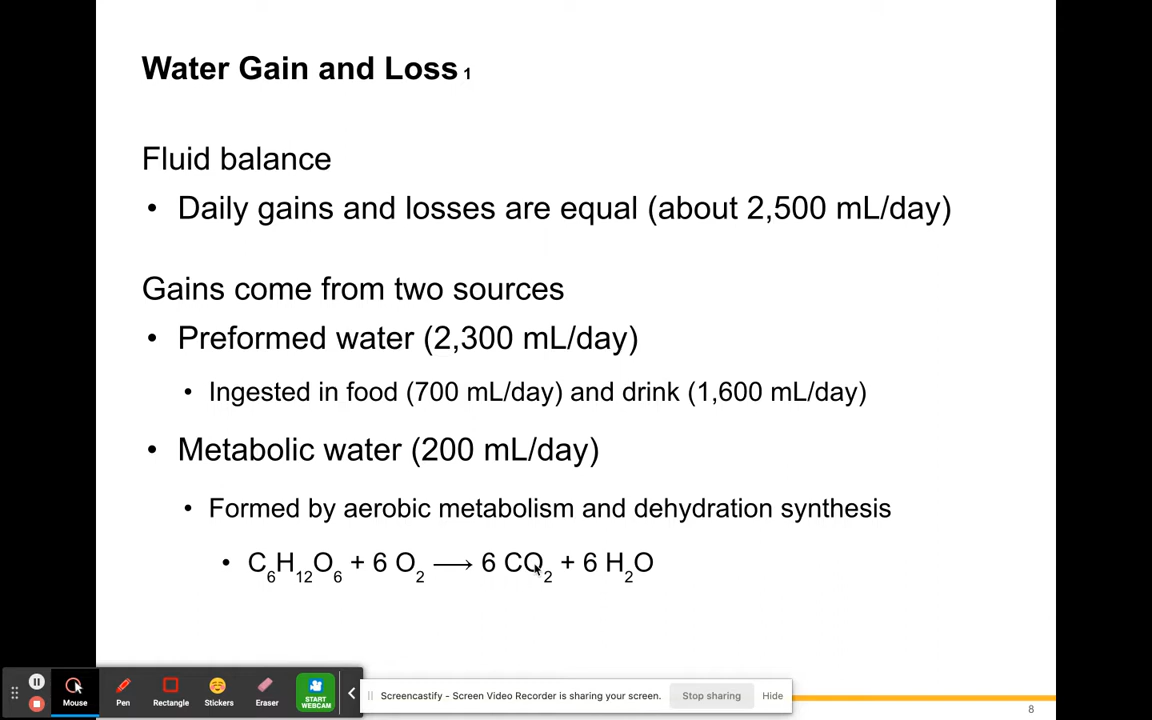 Water Gain and Loss 1
Fluid balance
• Daily gains and losses are equal (about 2,500 mL/day)
Gains come from two sources
• Preformed water (2,300 mL/day)
• Ingested in food (700 mL/day) and drink (1,600 mL/day)
• Metabolic water (200 mL/day)
• Formed by aerobic metabolism and dehydration synthesis
• C₆H₁₂O₆ + 6 O₂ ⟶ 6 CO₂ + 6 H₂O
Mouse Pen Rectangle Stickers Eraser START WEBCAM
Screencastify - Screen Video Recorder is sharing your screen. Stop sharing Hide
8